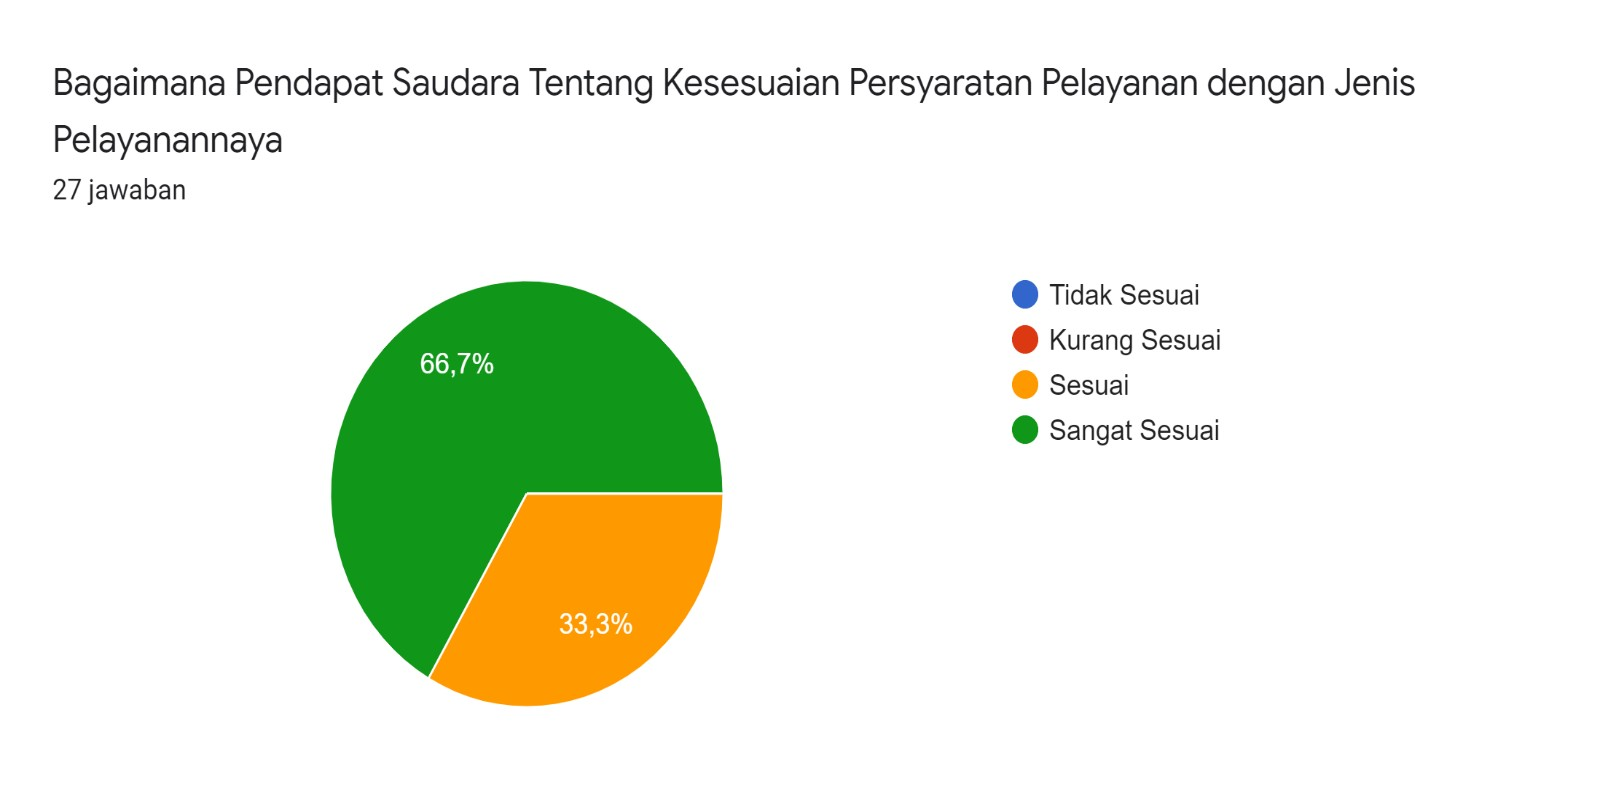 Bagaimana Pendapat Saudara Tentang Kesesuaian Persyaratan Pelayanan dengan Jenis
Pelayanannaya
27 jawaban
Tidak Sesuai
Kurang Sesuai
Sesuai
Sangat Sesuai
66,7%
33,3%